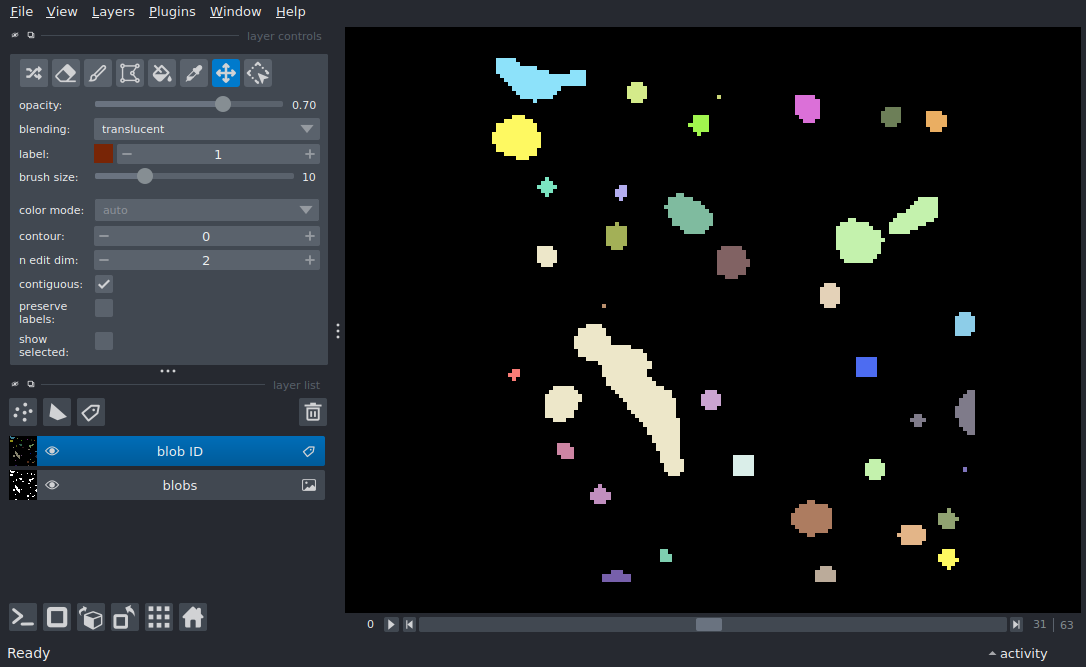 File View Layers Plugins Window Help
layer controls
opacity: 0.70
blending: translucent
label: 1
brush size: 10
color mode: auto
contour: 0
n edit dim: 2
contiguous:
preserve
labels:
show
selected:
layer list
blob ID
blobs
0 31 63
Ready activity